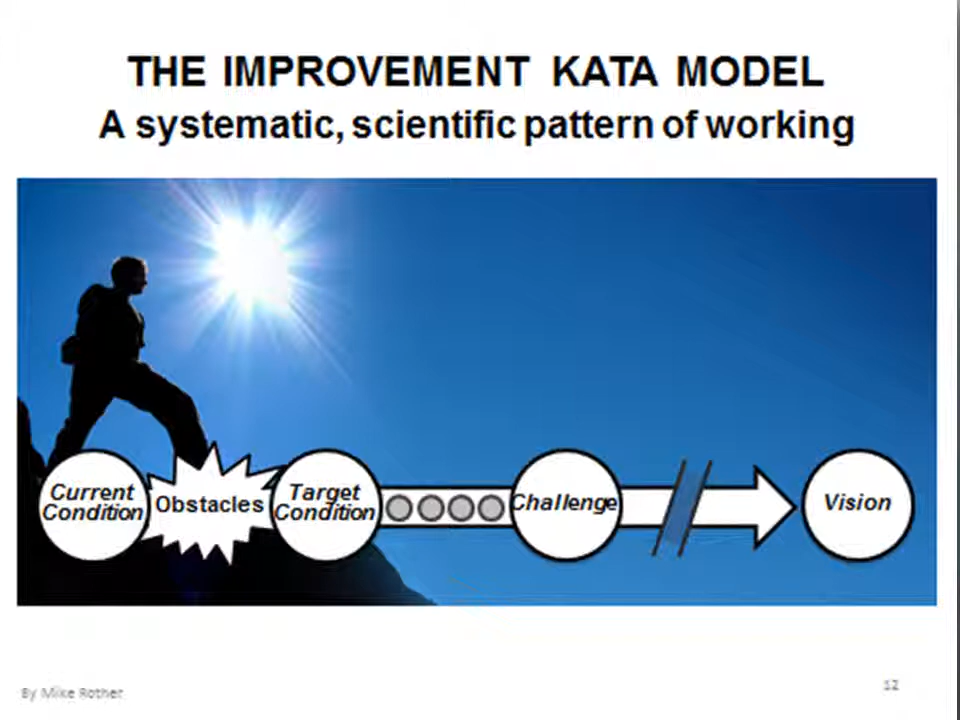 THE IMPROVEMENT KATA MODEL
A systematic, scientific pattern of working
Current
Condition
Obstacles
Target
Condition
Challenge
Vision
By Mike Rother
12